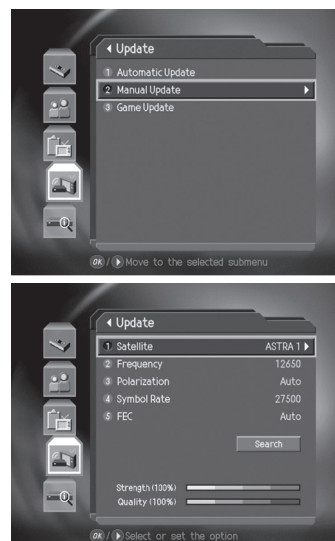 Update
1 Automatic Update
2 Manual Update
3 Game Update
OK / Move to the selected submenu
Update
1 Satellite ASTRA 1
2 Frequency 12650
3 Polarization Auto
4 Symbol Rate 27500
5 FEC Auto
Search
Strength (100%)
Quality (100%)
OK / Select or set the option